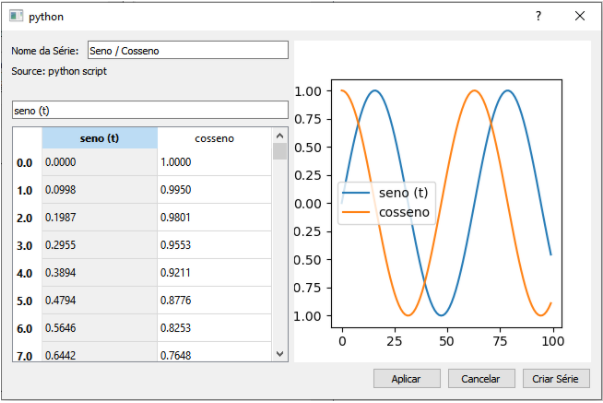 python
?
Nome da Série: Seno / Cosseno
Source: python script
seno (t)
seno (t) cosseno
0.0 0.0000 1.0000
1.0 0.0998 0.9950
2.0 0.1987 0.9801
3.0 0.2955 0.9553
4.0 0.3894 0.9211
5.0 0.4794 0.8776
6.0 0.5646 0.8253
7.0 0.6442 0.7648
1.00
0.75
0.50
0.25
0.00
0.25
0.50
0.75
1.00
seno (t)
cosseno
0 25 50 75 100
Aplicar Cancelar Criar Série